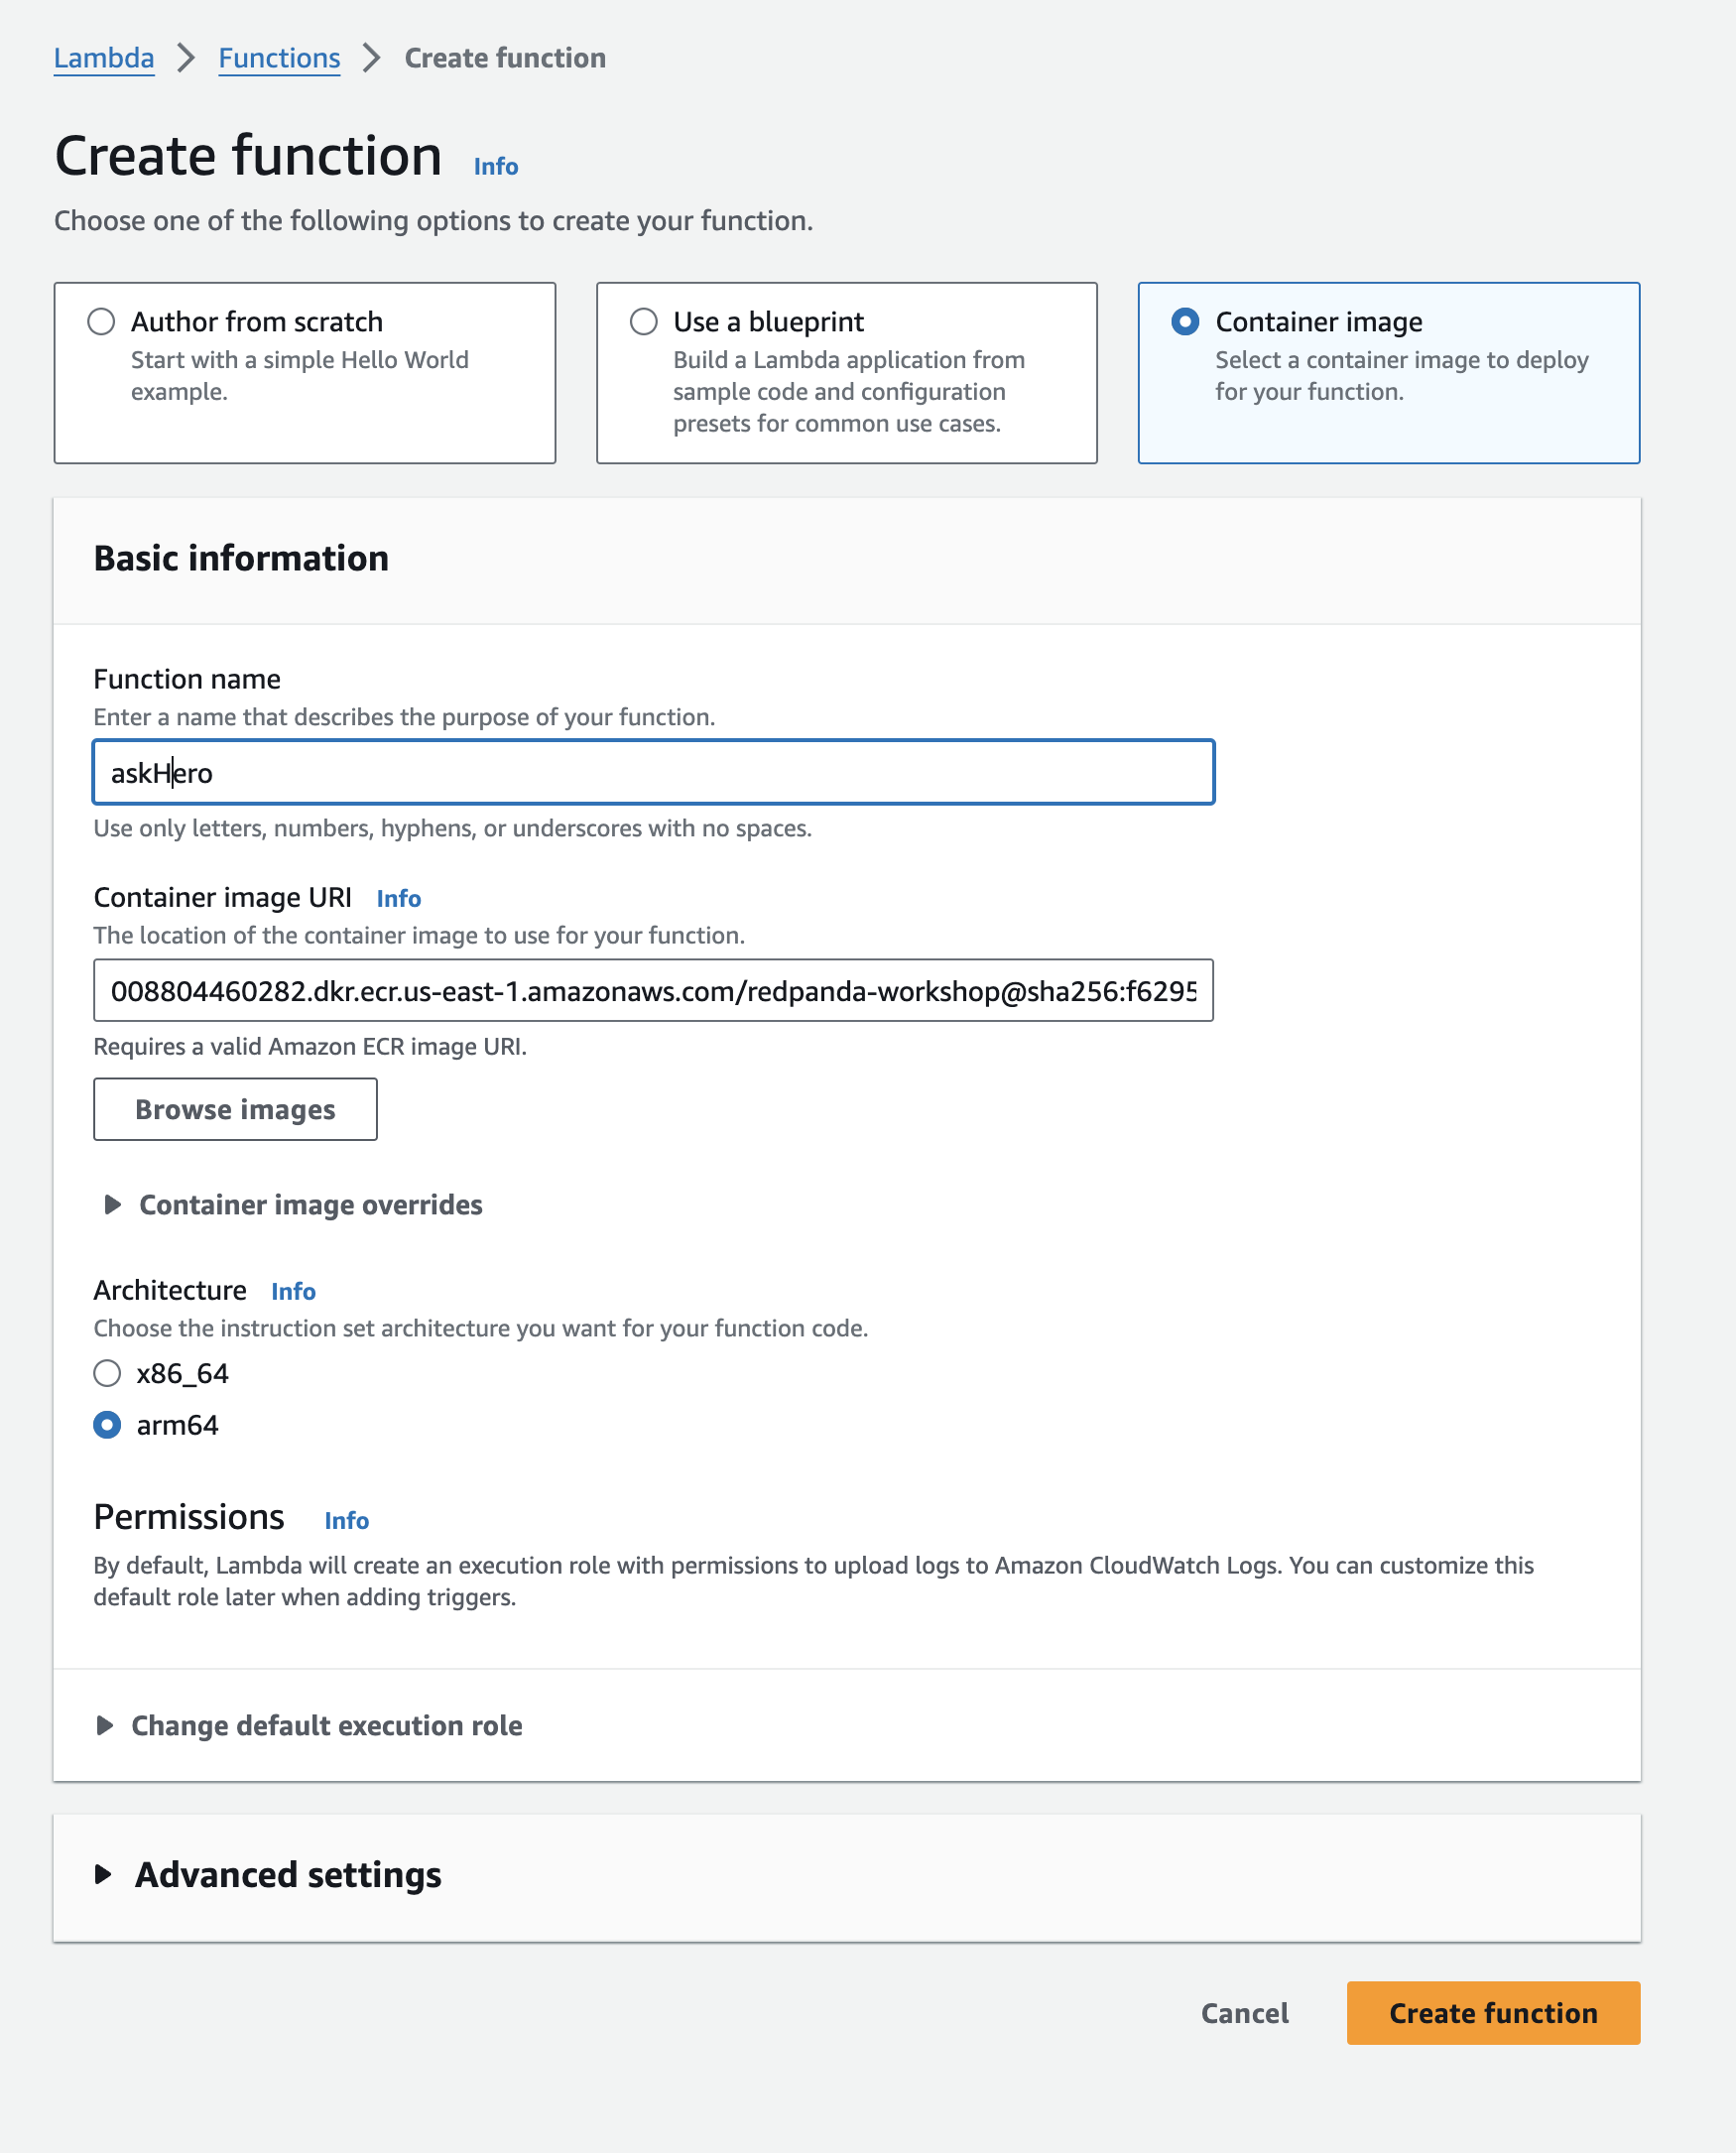 Lambda > Functions > Create function
Create function Info
Choose one of the following options to create your function.
Author from scratch
Start with a simple Hello World
example.
Use a blueprint
Build a Lambda application from
sample code and configuration
presets for common use cases.
Container image
Select a container image to deploy
for your function.
Basic information
Function name
Enter a name that describes the purpose of your function.
askHero
Use only letters, numbers, hyphens, or underscores with no spaces.
Container image URI Info
The location of the container image to use for your function.
008804460282.dkr.ecr.us-east-1.amazonaws.com/redpanda-workshop@sha256:f6295
Requires a valid Amazon ECR image URI.
Browse images
Container image overrides
Architecture Info
Choose the instruction set architecture you want for your function code.
x86_64
arm64
Permissions Info
By default, Lambda will create an execution role with permissions to upload logs to Amazon CloudWatch Logs. You can customize this
default role later when adding triggers.
Change default execution role
Advanced settings
Cancel
Create function